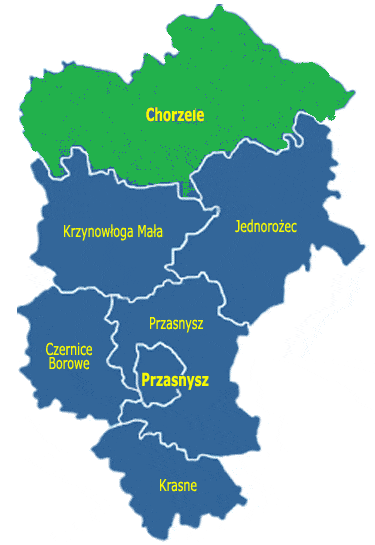 Chorzele
Krzynowłoga Mała
Jednorożec
Przasnysz
Czernice
Borowe
Przasnysz
Krasne